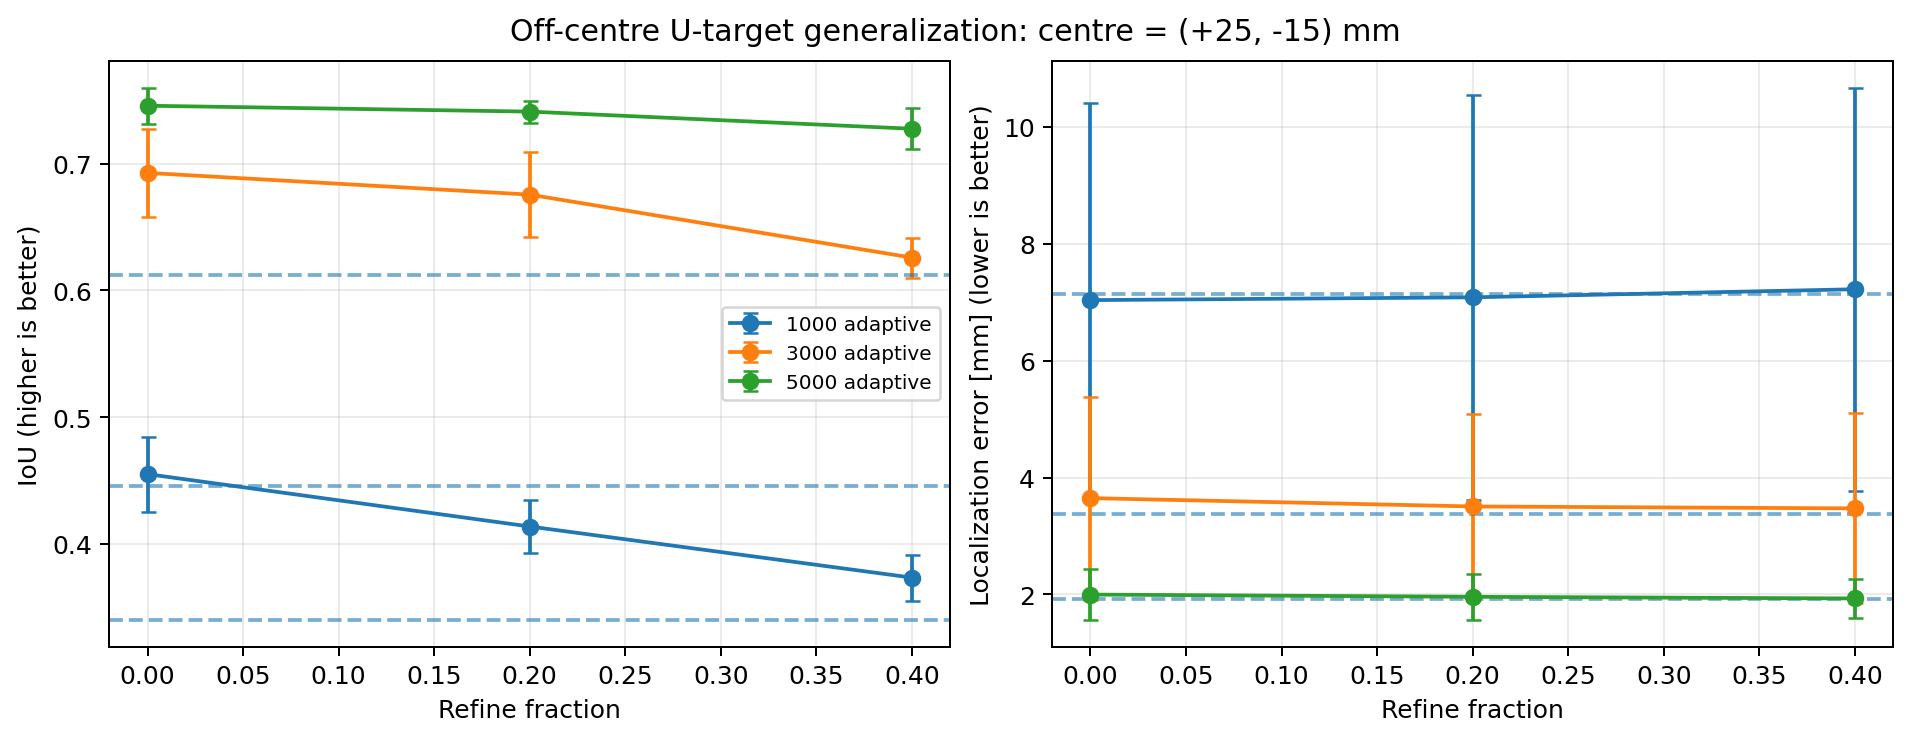 Off-centre U-target generalization: centre = (+25, -15) mm
IoU (higher is better)
0.7
0.6
0.5
0.4
1000 adaptive
3000 adaptive
5000 adaptive
0.00 0.05 0.10 0.15 0.20 0.25 0.30 0.35 0.40
Refine fraction
Localization error [mm] (lower is better)
10
8
6
4
2
0.00 0.05 0.10 0.15 0.20 0.25 0.30 0.35 0.40
Refine fraction